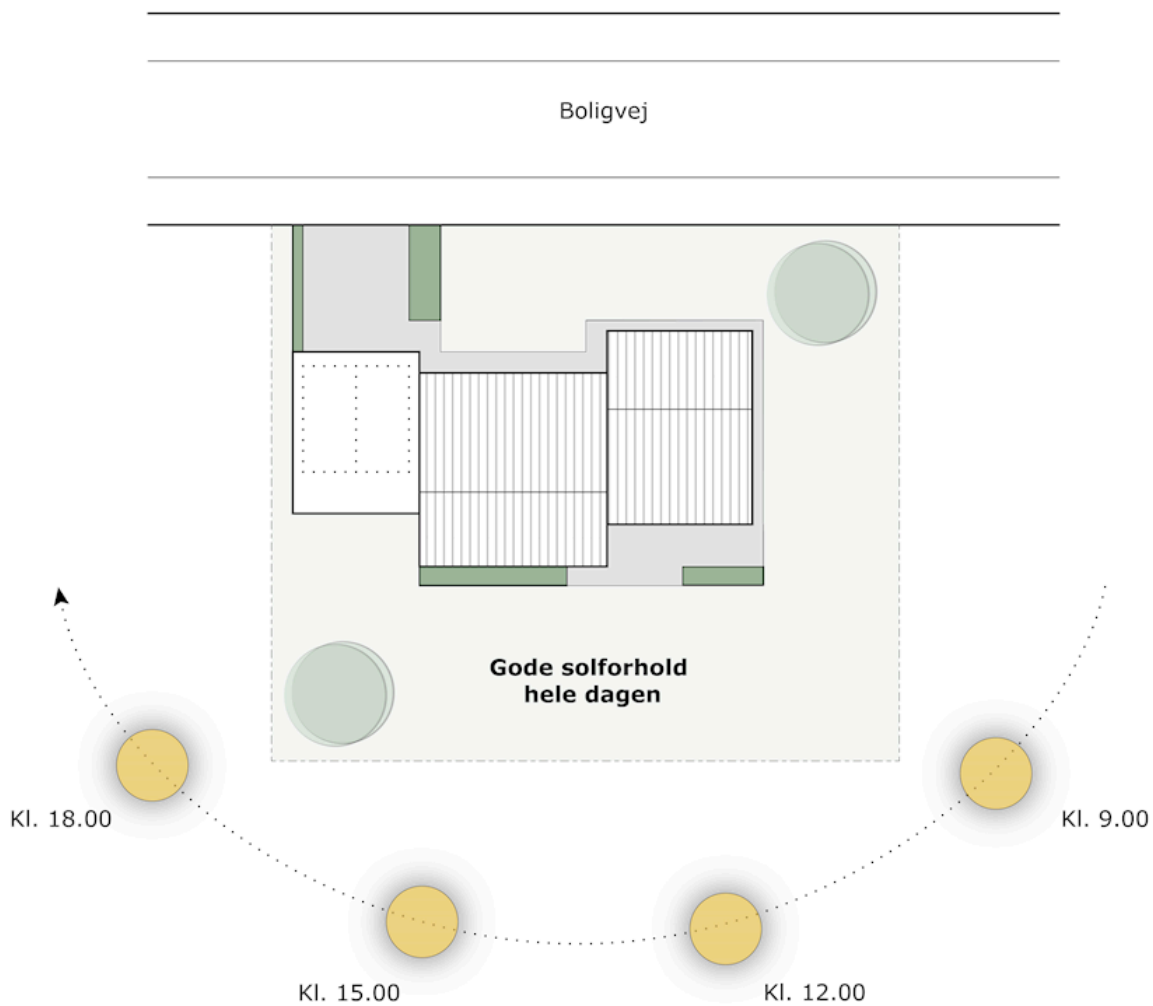 Boligvej
Gode solforhold
hele dagen
Kl. 18.00
Kl. 9.00
Kl. 15.00
Kl. 12.00